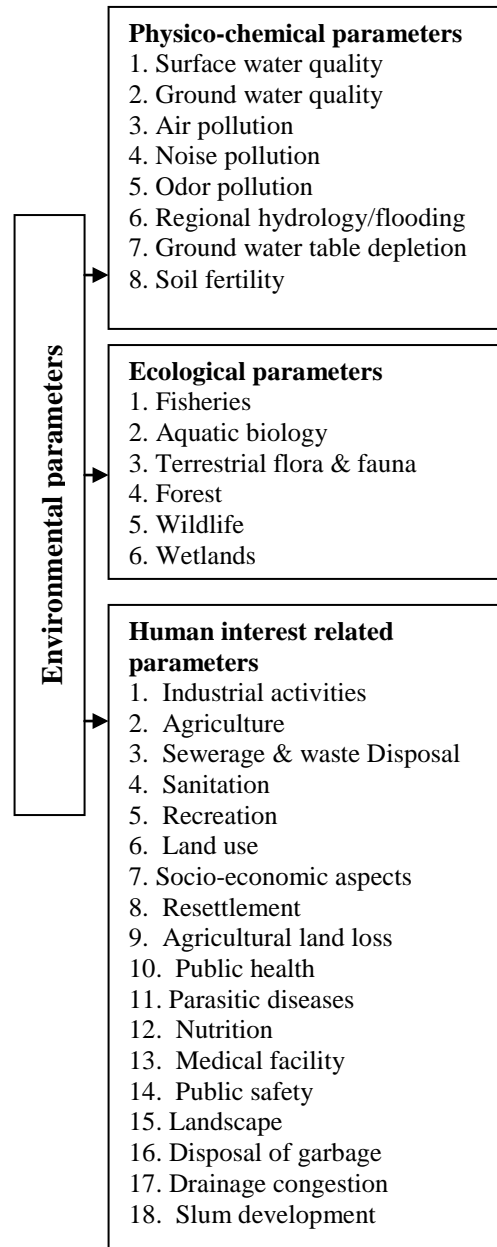 Environmental parameters
Physico-chemical parameters
1. Surface water quality
2. Ground water quality
3. Air pollution
4. Noise pollution
5. Odor pollution
6. Regional hydrology/flooding
7. Ground water table depletion
8. Soil fertility
Ecological parameters
1. Fisheries
2. Aquatic biology
3. Terrestrial flora & fauna
4. Forest
5. Wildlife
6. Wetlands
Human interest related
parameters
1. Industrial activities
2. Agriculture
3. Sewerage & waste Disposal
4. Sanitation
5. Recreation
6. Land use
7. Socio-economic aspects
8. Resettlement
9. Agricultural land loss
10. Public health
11. Parasitic diseases
12. Nutrition
13. Medical facility
14. Public safety
15. Landscape
16. Disposal of garbage
17. Drainage congestion
18. Slum development